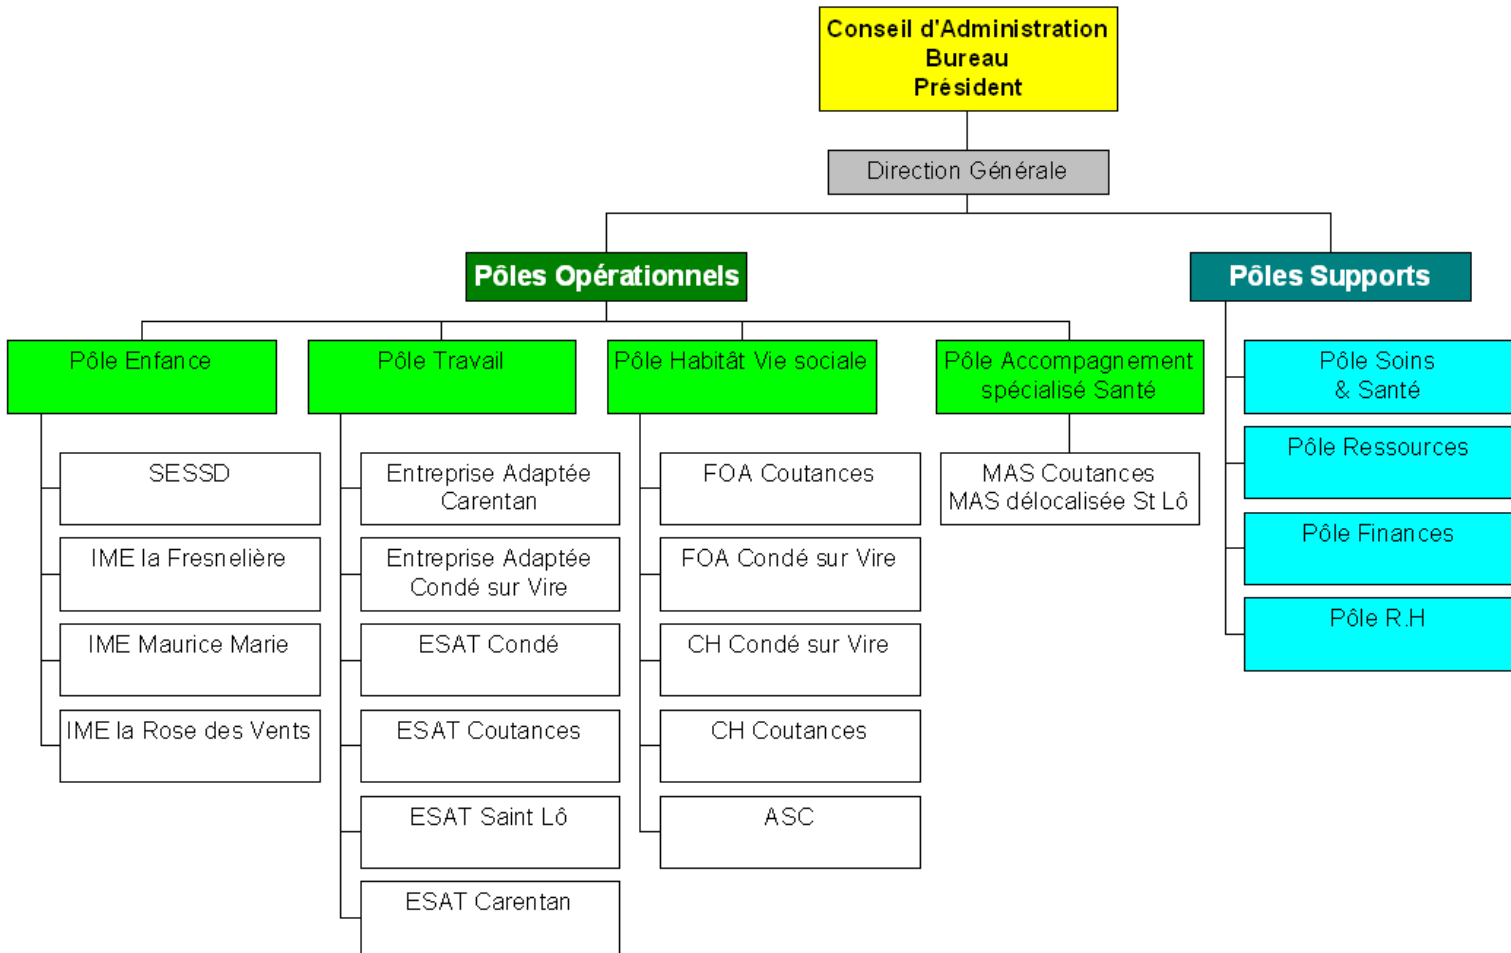 Conseil d'Administration
Bureau
Président
Direction Générale
Pôles Opérationnels
Pôles Supports
Pôle Enfance
SESSD
IME la Fresnelière
IME Maurice Marie
IME la Rose des Vents
Pôle Travail
Entreprise Adaptée
Carentan
Entreprise Adaptée
Condé sur Vire
ESAT Condé
ESAT Coutances
ESAT Saint Lô
ESAT Carentan
Pôle Habitât Vie sociale
FOA Coutances
FOA Condé sur Vire
CH Condé sur Vire
CH Coutances
ASC
Pôle Accompagnement
spécialisé Santé
MAS Coutances
MAS délocalisée St Lô
Pôle Soins
& Santé
Pôle Ressources
Pôle Finances
Pôle R.H